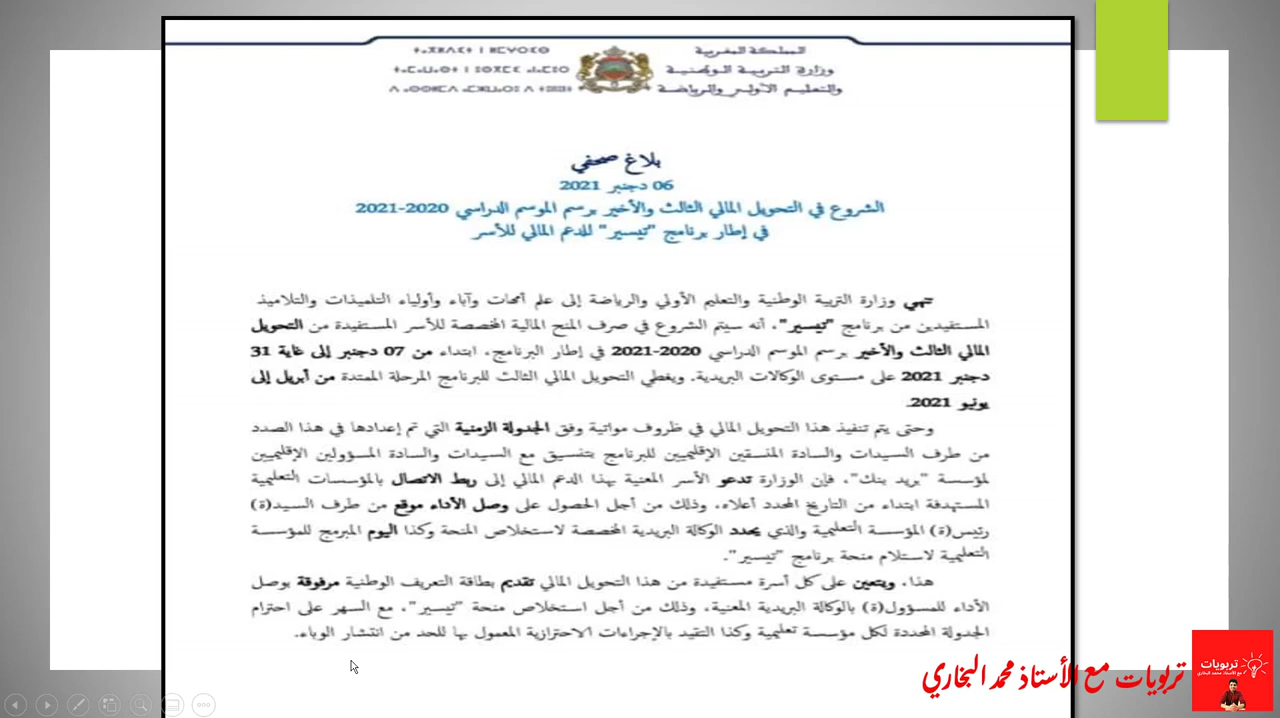 المملكة المغربية
وزارة التربية الوطنية
والتعليم الأولي والرياضة
ⵜⴰⴳⵍⴷⵉⵜ ⵏ ⵍⵎⵖⵔⵉⴱ
بلاغ صحفي
06 دجنبر 2021
الشروع في التحويل المالي الثالث والأخير برسم الموسم الدراسي 2020-2021
في إطار برنامج "تيسير" للدعم المالي للأسر
تنهي وزارة التربية الوطنية والتعليم الأولي والرياضة إلى علم أمهات وآباء وأولياء التلميذات والتلاميذ
المستفيدين من برنامج "تيسير"، أنه سيتم الشروع في صرف المنح المالية المخصصة للأسر المستفيدة من التحويل
المالي الثالث والأخير برسم الموسم الدراسي 2020-2021 في إطار البرنامج، ابتداء من 07 دجنبر إلى غاية 31
دجنبر 2021 على مستوى الوكالات البريدية. ويغطي التحويل المالي الثالث للبرنامج المرحلة الممتدة من أبريل إلى
يونيو 2021.
وحتى يتم تنفيذ هذا التحويل المالي في ظروف مواتية وفق الجدولة الزمنية التي تم إعدادها في هذا الصدد
من طرف السيدات والسادة المنسقين الإقليميين للبرنامج بتنسيق مع السيدات والسادة المسؤولين الإقليميين
لمؤسسة "بريد بنك"، فإن الوزارة تدعو الأسر المعنية بهذا الدعم المالي إلى ربط الاتصال بالمؤسسات التعليمية
المستهدفة ابتداء من التاريخ المحدد أعلاه، وذلك من أجل الحصول على وصل الأداء موقع من طرف السيد(ة)
رئيس(ة) المؤسسة التعليمية والذي يحدد الوكالة البريدية المخصصة لاستخلاص المنحة وكذا اليوم المبرمج للمؤسسة
التعليمية لاستلام منحة برنامج "تيسير".
هذا، ويتعين على كل أسرة مستفيدة من هذا التحويل المالي تقديم بطاقة التعريف الوطنية مرفوقة بوصل
الأداء للمسؤول(ة) بالوكالة البريدية المعنية، وذلك من أجل استخلاص منحة "تيسير"، مع السهر على احترام
الجدولة المحددة لكل مؤسسة تعليمية وكذا التقيد بالإجراءات الاحترازية المعمول بها للحد من انتشار الوباء.
تربويات مع الأستاذ محمد البخاري
تربويات
مع الأستاذ محمد البخاري